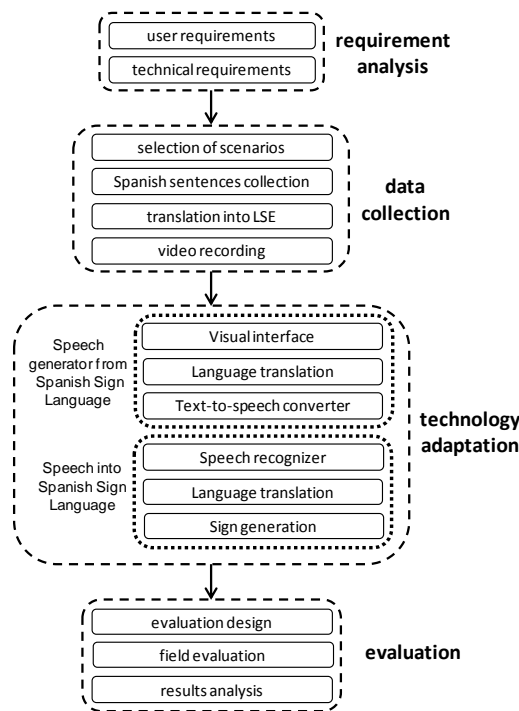 user requirements
technical requirements
requirement
analysis
selection of scenarios
Spanish sentences collection
translation into LSE
video recording
data
collection
Speech
generator from
Spanish Sign
Language
Visual interface
Language translation
Text-to-speech converter
Speech into
Spanish Sign
Language
Speech recognizer
Language translation
Sign generation
technology
adaptation
evaluation design
field evaluation
results analysis
evaluation